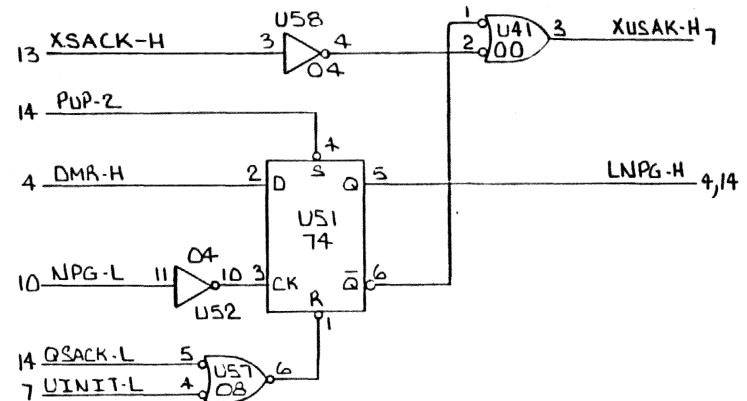 U58
1 U41 3 XUSAK-H 7
13 XSACK-H 3 4 2 00
04
14 PUP-2
4
S
4 DMR-H 2 D Q 5 LNPG-H 4,14
U51
74
04
10 NPG-L 11 10 3 CK Q 6
U52
R
1
14 QSACK-L 5 U57 6
7 UINIT-L 4 08